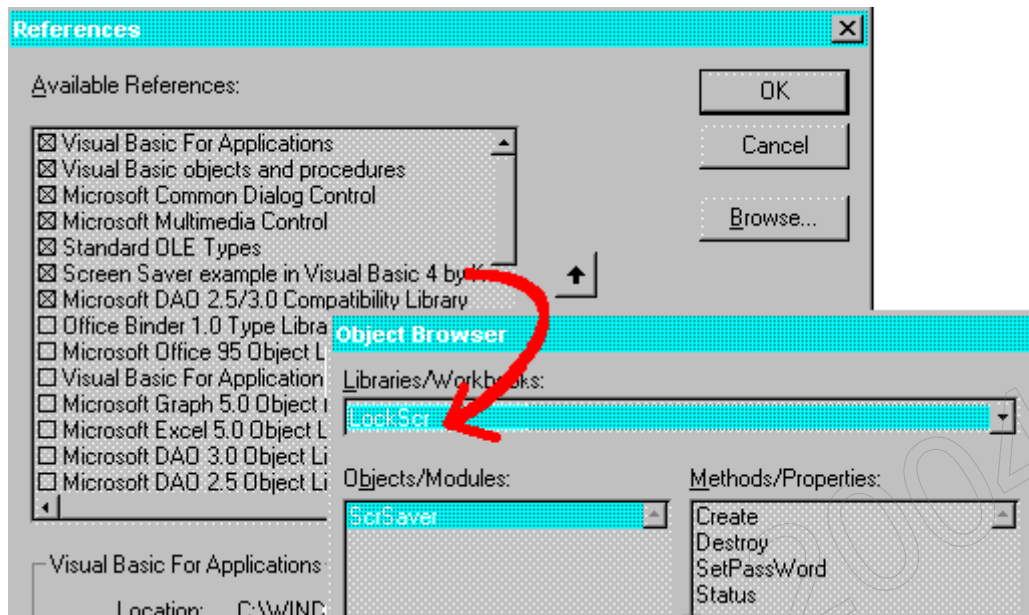 References
Available References:
OK
Cancel
Browse...
Visual Basic For Applications
Visual Basic objects and procedures
Microsoft Common Dialog Control
Microsoft Multimedia Control
Standard OLE Types
Screen Saver example in Visual Basic 4 by
Microsoft DAO 2.5/3.0 Compatibility Library
Office Binder 1.0 Type Libra
Microsoft Office 95 Object L
Visual Basic For Application
Microsoft Graph 5.0 Object
Microsoft Excel 5.0 Object L
Microsoft DAO 3.0 Object Li
Microsoft DAO 2.5 Object Li
Visual Basic For Applications
Location: C:\WIND
Object Browser
Libraries/Workbooks:
LockScr
Objects/Modules:
ScrSaver
Methods/Properties:
Create
Destroy
SetPassWord
Status